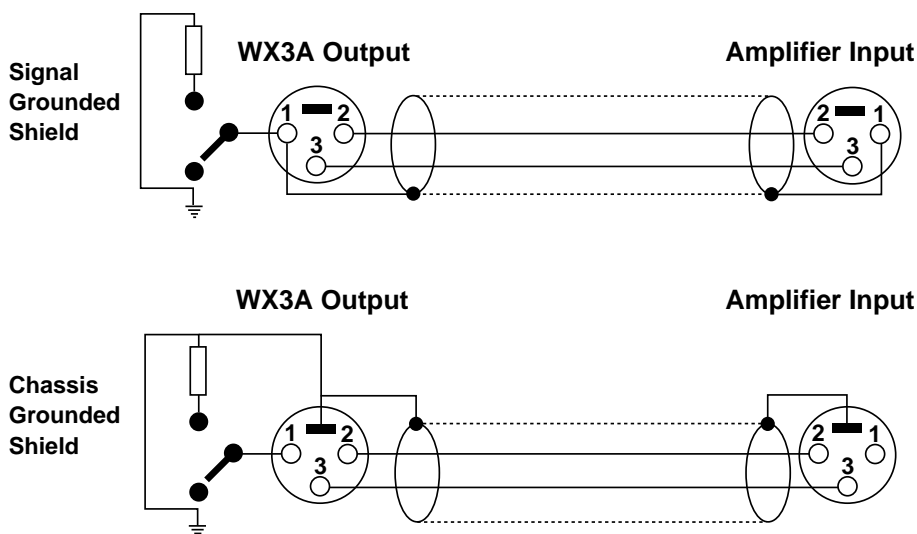 WX3A Output
Amplifier Input
Signal
Grounded
Shield
1 2
3
2 1
3
WX3A Output
Amplifier Input
Chassis
Grounded
Shield
1 2
3
2 1
3